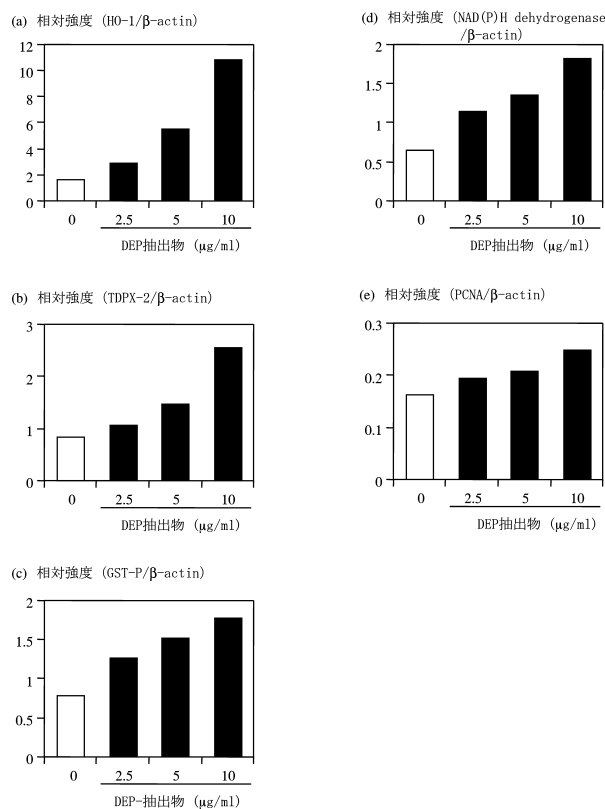 (a) 相対強度 (HO-1/β-actin)
12
10
8
6
4
2
0
0 2.5 5 10
DEP抽出物 (μg/ml)
(b) 相対強度 (TDPX-2/β-actin)
3
2
1
0
0 2.5 5 10
DEP抽出物 (μg/ml)
(c) 相対強度 (GST-P/β-actin)
2
1.5
1
0.5
0
0 2.5 5 10
DEP-抽出物 (μg/ml)
(d) 相対強度 (NAD(P)H dehydrogenase
/β-actin)
2
1.5
1
0.5
0
0 2.5 5 10
DEP抽出物 (μg/ml)
(e) 相対強度 (PCNA/β-actin)
0.3
0.2
0.1
0
0 2.5 5 10
DEP抽出物 (μg/ml)